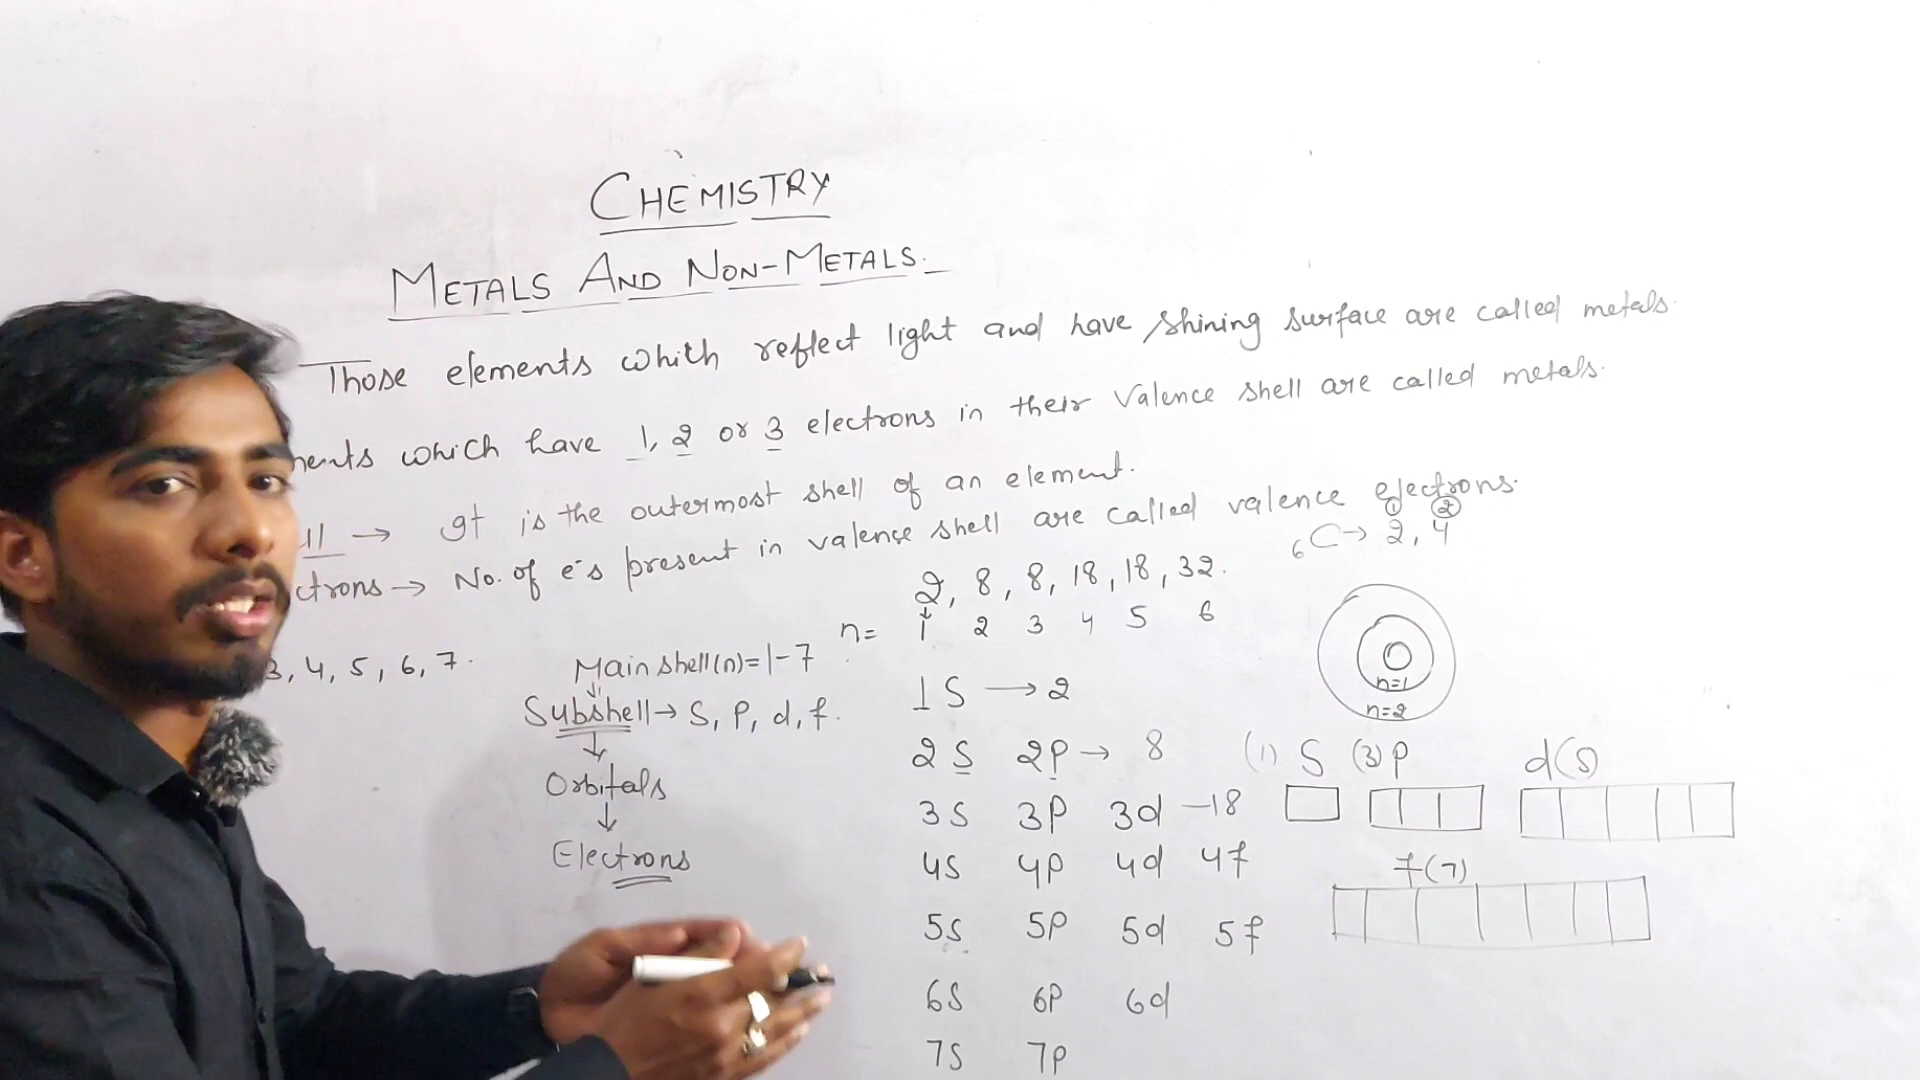 CHEMISTRY
METALS AND NON-METALS.
Those elements which reflect light and have shining surface are called metals.
ments which have 1, 2 or 3 electrons in their Valence shell are called metals.
ll → It is the outermost shell of an element.
ctrons → No. of e⁻s present in valence shell are called valence electrons.
₆C → 2, 4
① ②
2, 8, 8, 18, 18, 32.
n= 1 2 3 4 5 6
3, 4, 5, 6, 7.
Main shell(n)=1-7
↓
Subshell → S, P, d, f.
↓
Orbitals
↓
Electrons
1S → 2
2S 2P → 8
3S 3P 3d - 18
4S 4P 4d 4f
5S 5P 5d 5f
6S 6P 6d
7S 7P
n=1
n=2
(1) S (3) P d(5)
f(7)